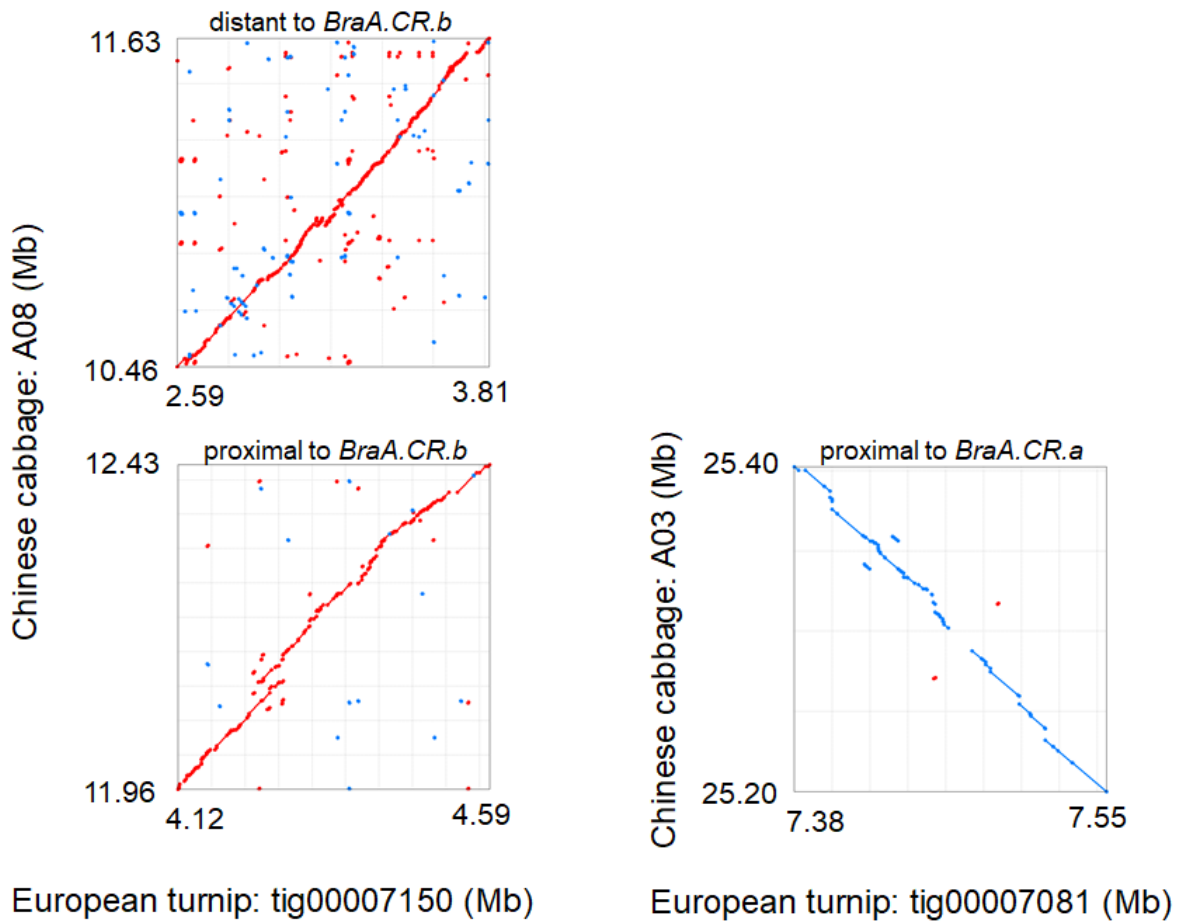 distant to BraA.CR.b
11.63
10.46
2.59 3.81
Chinese cabbage: A08 (Mb)
proximal to BraA.CR.b
12.43
11.96
4.12 4.59
European turnip: tig00007150 (Mb)
proximal to BraA.CR.a
25.40
25.20
7.38 7.55
Chinese cabbage: A03 (Mb)
European turnip: tig00007081 (Mb)